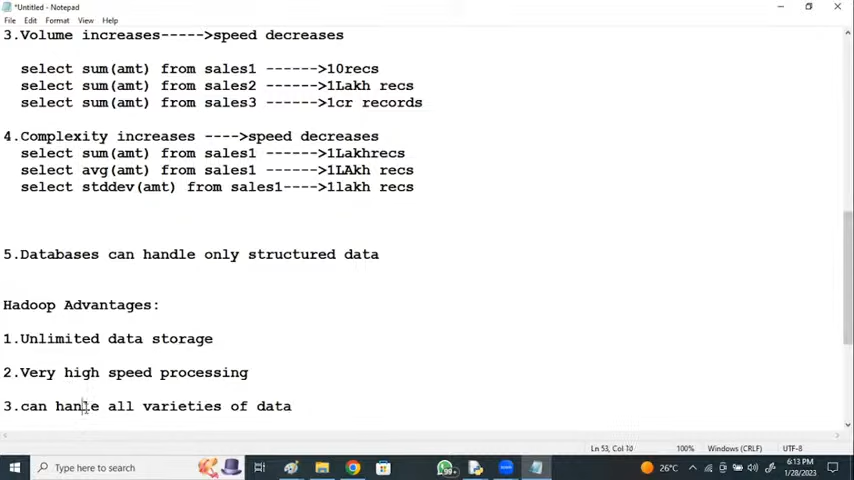 *Untitled - Notepad
File Edit Format View Help
3.Volume increases----->speed decreases
select sum(amt) from sales1 ------>10recs
select sum(amt) from sales2 ------>1Lakh recs
select sum(amt) from sales3 ------>1cr records
4.Complexity increases ---->speed decreases
select sum(amt) from sales1 ------>1Lakhrecs
select avg(amt) from sales1 ------>1LAkh recs
select stddev(amt) from sales1---->1lakh recs
5.Databases can handle only structured data
Hadoop Advantages:
1.Unlimited data storage
2.Very high speed processing
3.can hanle all varieties of data
Ln 53, Col 10 100% Windows (CRLF) UTF-8
Type here to search 99+ 26°C 6:13 PM
1/28/2023